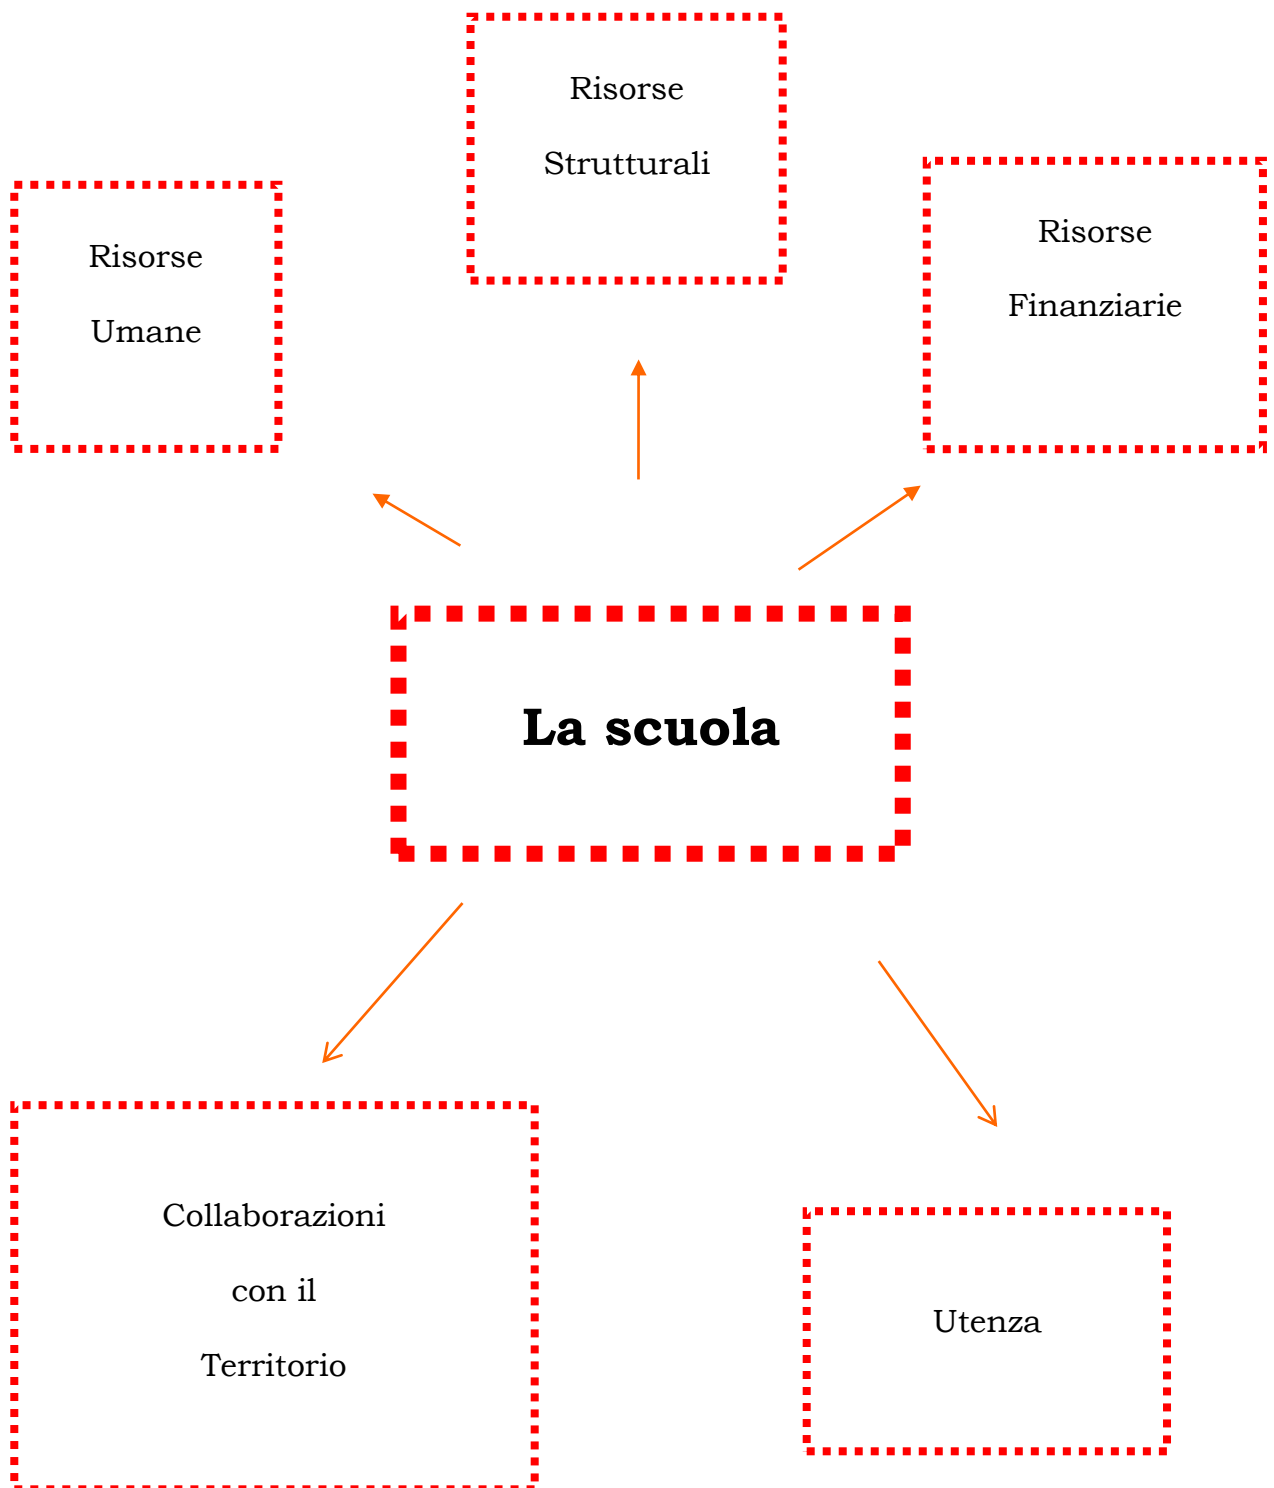 Risorse
Strutturali
Risorse
Umane
Risorse
Finanziarie
La scuola
Collaborazioni
con il
Territorio
Utenza